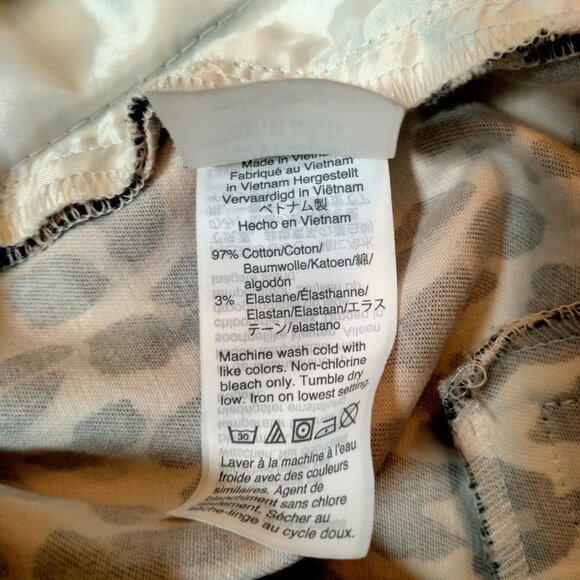 Made in Vietnam
Fabriqué au Vietnam
in Vietnam Hergestellt
Vervaardigd in Viëtnam
ベトナム製
Hecho en Vietnam
97% Cotton/Coton/
Baumwolle/Katoen/綿/
algodón
3% Elastane/Élasthanne/
Elastan/Elastaan/エラス
テーン/elastano
Machine wash cold with
like colors. Non-chlorine
bleach only. Tumble dry
low. Iron on lowest setting.
30
Laver à la machine à l'eau
froide avec des couleurs
similaires. Agent de
blanchiment sans chlore
seulement. Sécher au
sèche-linge au cycle doux.